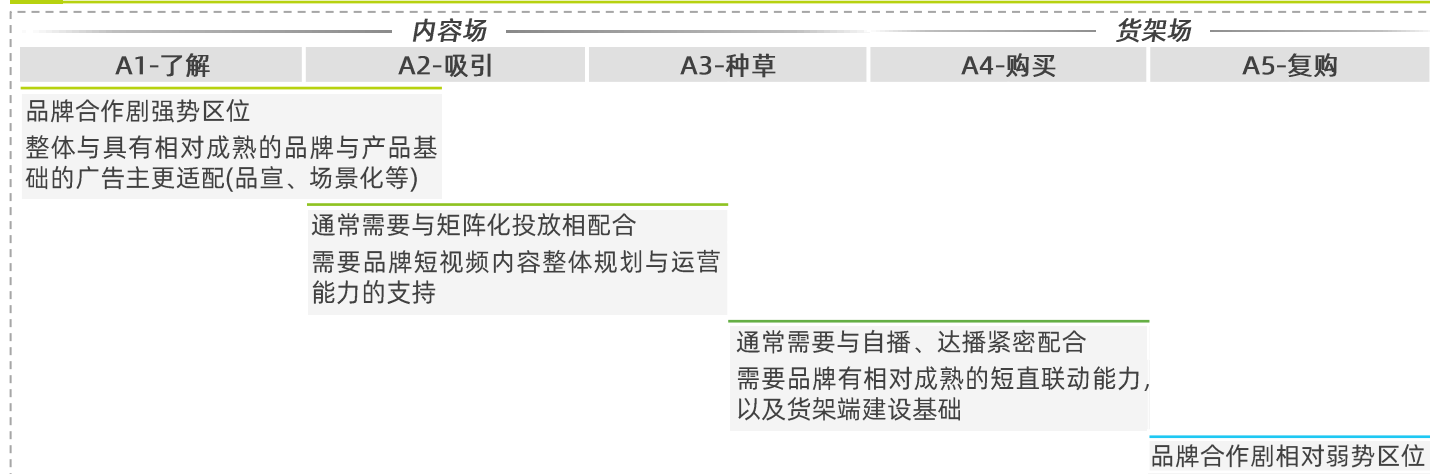 内容场
货架场
A1-了解
A2-吸引
A3-种草
A4-购买
A5-复购
品牌合作剧强势区位
整体与具有相对成熟的品牌与产品基
础的广告主更适配(品宣、场景化等)
通常需要与矩阵化投放相配合
需要品牌短视频内容整体规划与运营
能力的支持
通常需要与自播、达播紧密配合
需要品牌有相对成熟的短直联动能力,
以及货架端建设基础
品牌合作剧相对弱势区位